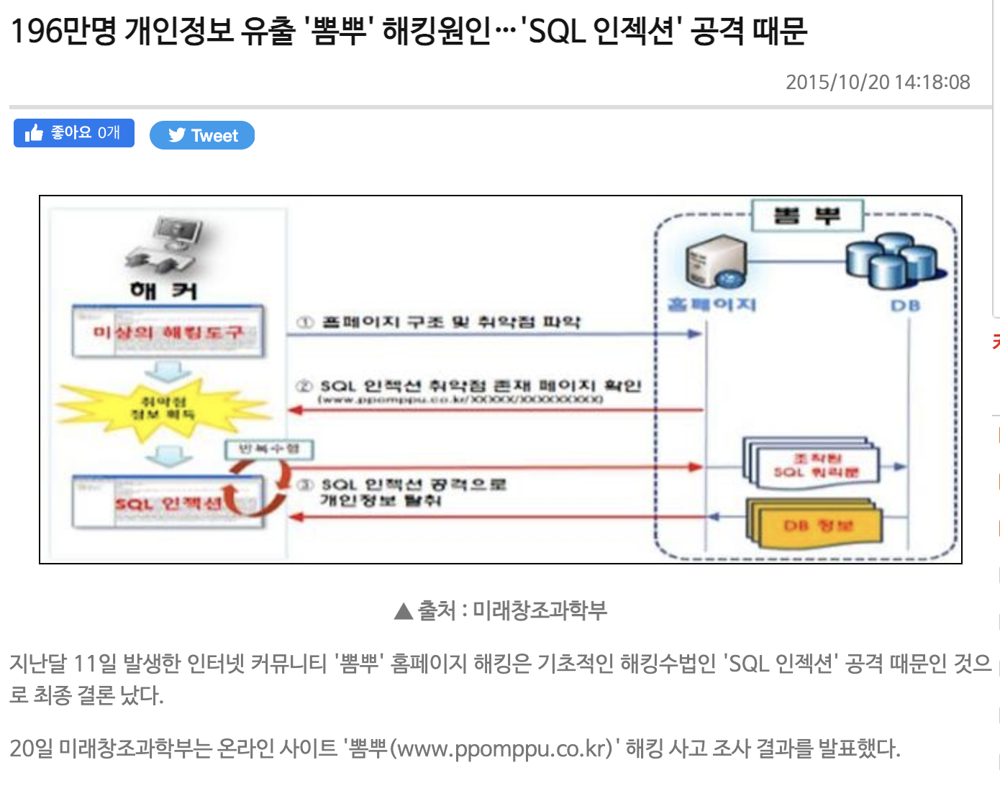 196만명 개인정보 유출 '뽐뿌' 해킹원인…'SQL 인젝션' 공격 때문
2015/10/20 14:18:08
좋아요 0개
Tweet
뽐 뿌
해 커
홈페이지
DB
미상의 해킹도구
① 홈페이지 구조 및 취약점 파악
② SQL 인젝션 취약점 존재 페이지 확인
(www.ppomppu.co.kr/XXXXX/XXXXXXXXX)
취약점
정보 획득
반복수행
조작된
SQL 쿼리문
③ SQL 인젝션 공격으로
개인정보 탈취
SQL 인젝션
DB 정보
▲ 출처 : 미래창조과학부
지난달 11일 발생한 인터넷 커뮤니티 '뽐뿌' 홈페이지 해킹은 기초적인 해킹수법인 'SQL 인젝션' 공격 때문인 것으
로 최종 결론 났다.
20일 미래창조과학부는 온라인 사이트 '뽐뿌(www.ppomppu.co.kr)' 해킹 사고 조사 결과를 발표했다.